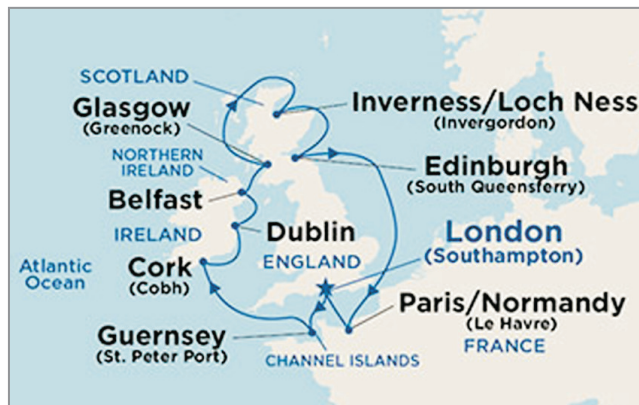 SCOTLAND
Glasgow
(Greenock)
Inverness/Loch Ness
(Invergordon)
NORTHERN
IRELAND
Edinburgh
(South Queensferry)
Belfast
IRELAND
Dublin
ENGLAND
London
(Southampton)
Atlantic
Ocean
Cork
(Cobh)
Paris/Normandy
(Le Havre)
FRANCE
Guernsey
(St. Peter Port)
CHANNEL ISLANDS